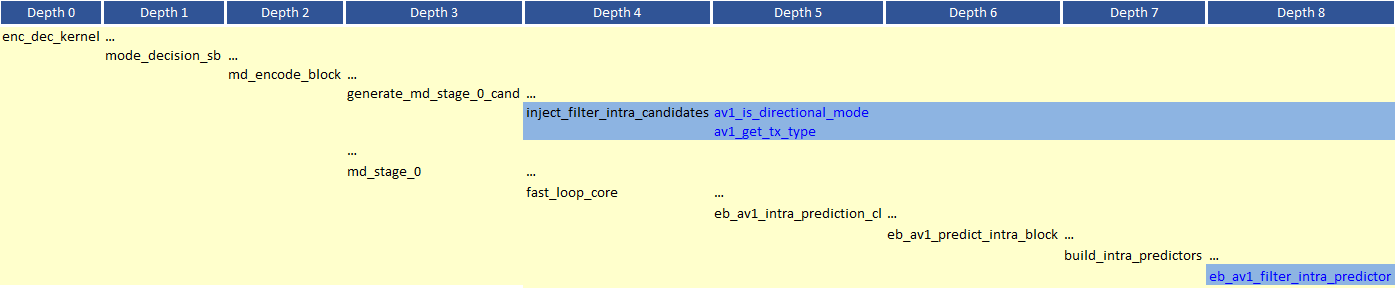 Depth 0 Depth 1 Depth 2 Depth 3 Depth 4 Depth 5 Depth 6 Depth 7 Depth 8
enc_dec_kernel ...
mode_decision_sb ...
md_encode_block ...
generate_md_stage_0_cand ...
inject_filter_intra_candidates av1_is_directional_mode
av1_get_tx_type
...
md_stage_0 ...
fast_loop_core ...
eb_av1_intra_prediction_cl ...
eb_av1_predict_intra_block ...
build_intra_predictors ...
eb_av1_filter_intra_predictor